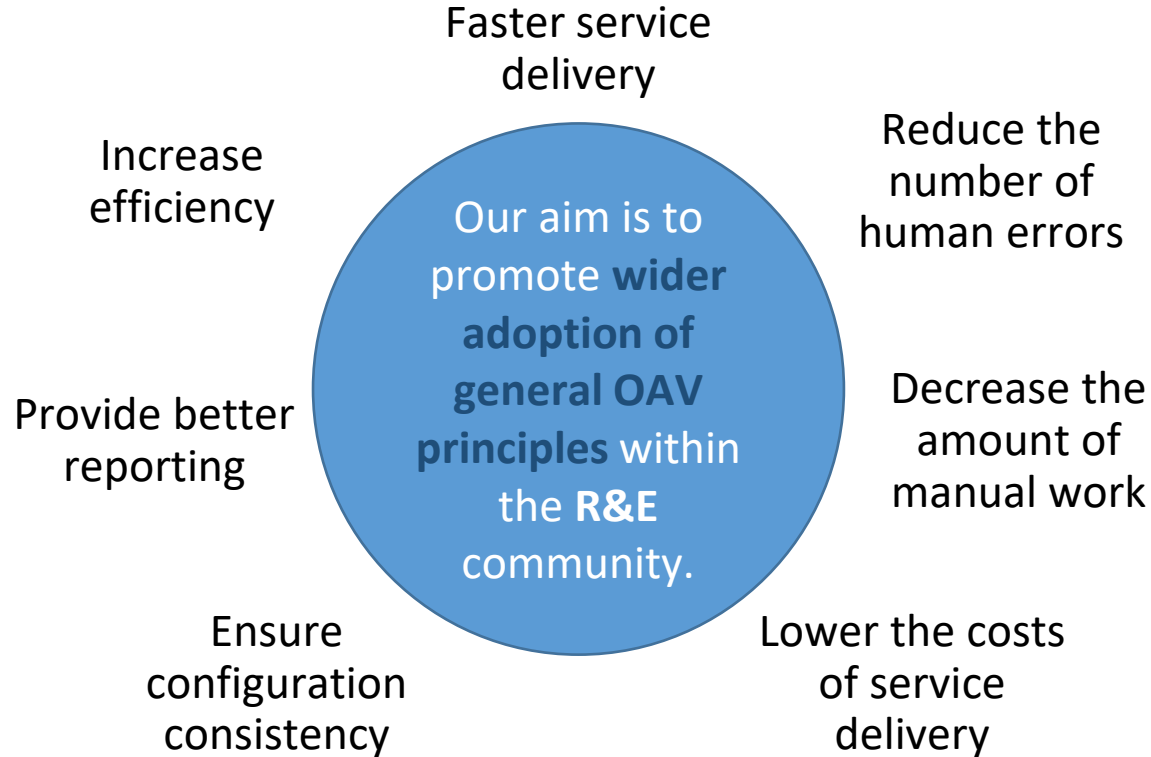 Faster service
delivery
Reduce the
number of
human errors
Decrease the
amount of
manual work
Lower the costs
of service
delivery
Ensure
configuration
consistency
Provide better
reporting
Increase
efficiency
Our aim is to
promote wider
adoption of
general OAV
principles within
the R&E
community.